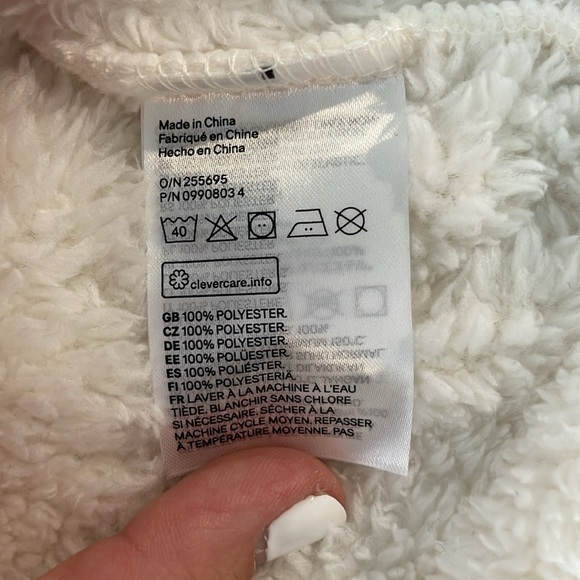 Made in China
Fabriqué en Chine
Hecho en China
O/N 255695
P/N 0990803 4
40
clevercare.info
GB 100% POLYESTER.
CZ 100% POLYESTER.
DE 100% POLYESTER.
EE 100% POLÜESTER.
ES 100% POLIÉSTER.
FI 100% POLYESTERIÄ.
FR LAVER À LA MACHINE À L'EAU
TIÈDE. BLANCHIR SANS CHLORE
SI NÉCESSAIRE, SÉCHER À LA
MACHINE CYCLE MOYEN, REPASSER
À TEMPÉRATURE MOYENNE. PAS